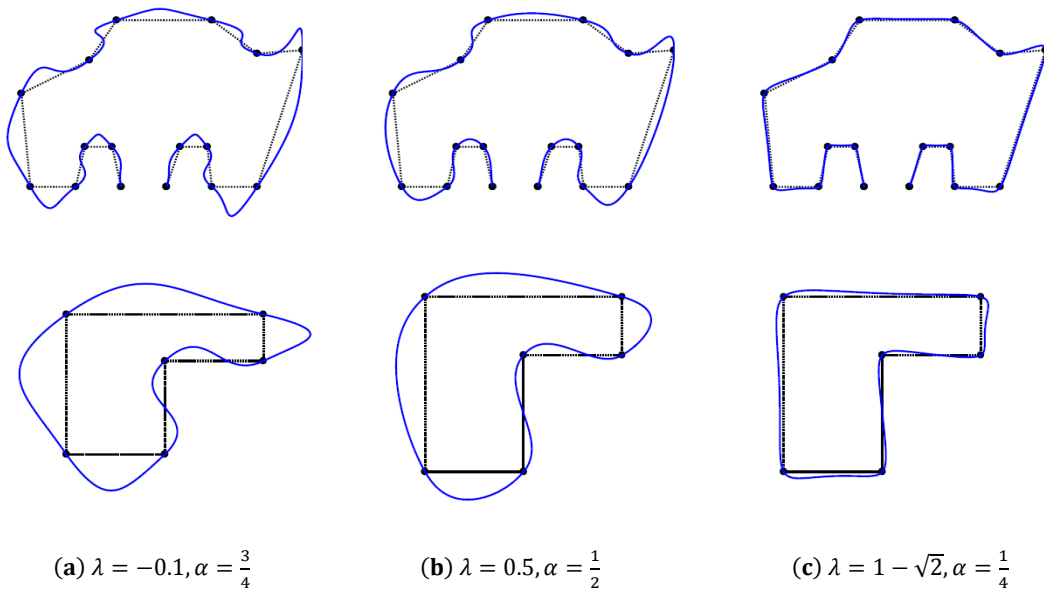 (a) λ = −0.1, α = 3/4 (b) λ = 0.5, α = 1/2 (c) λ = 1 − √2, α = 1/4